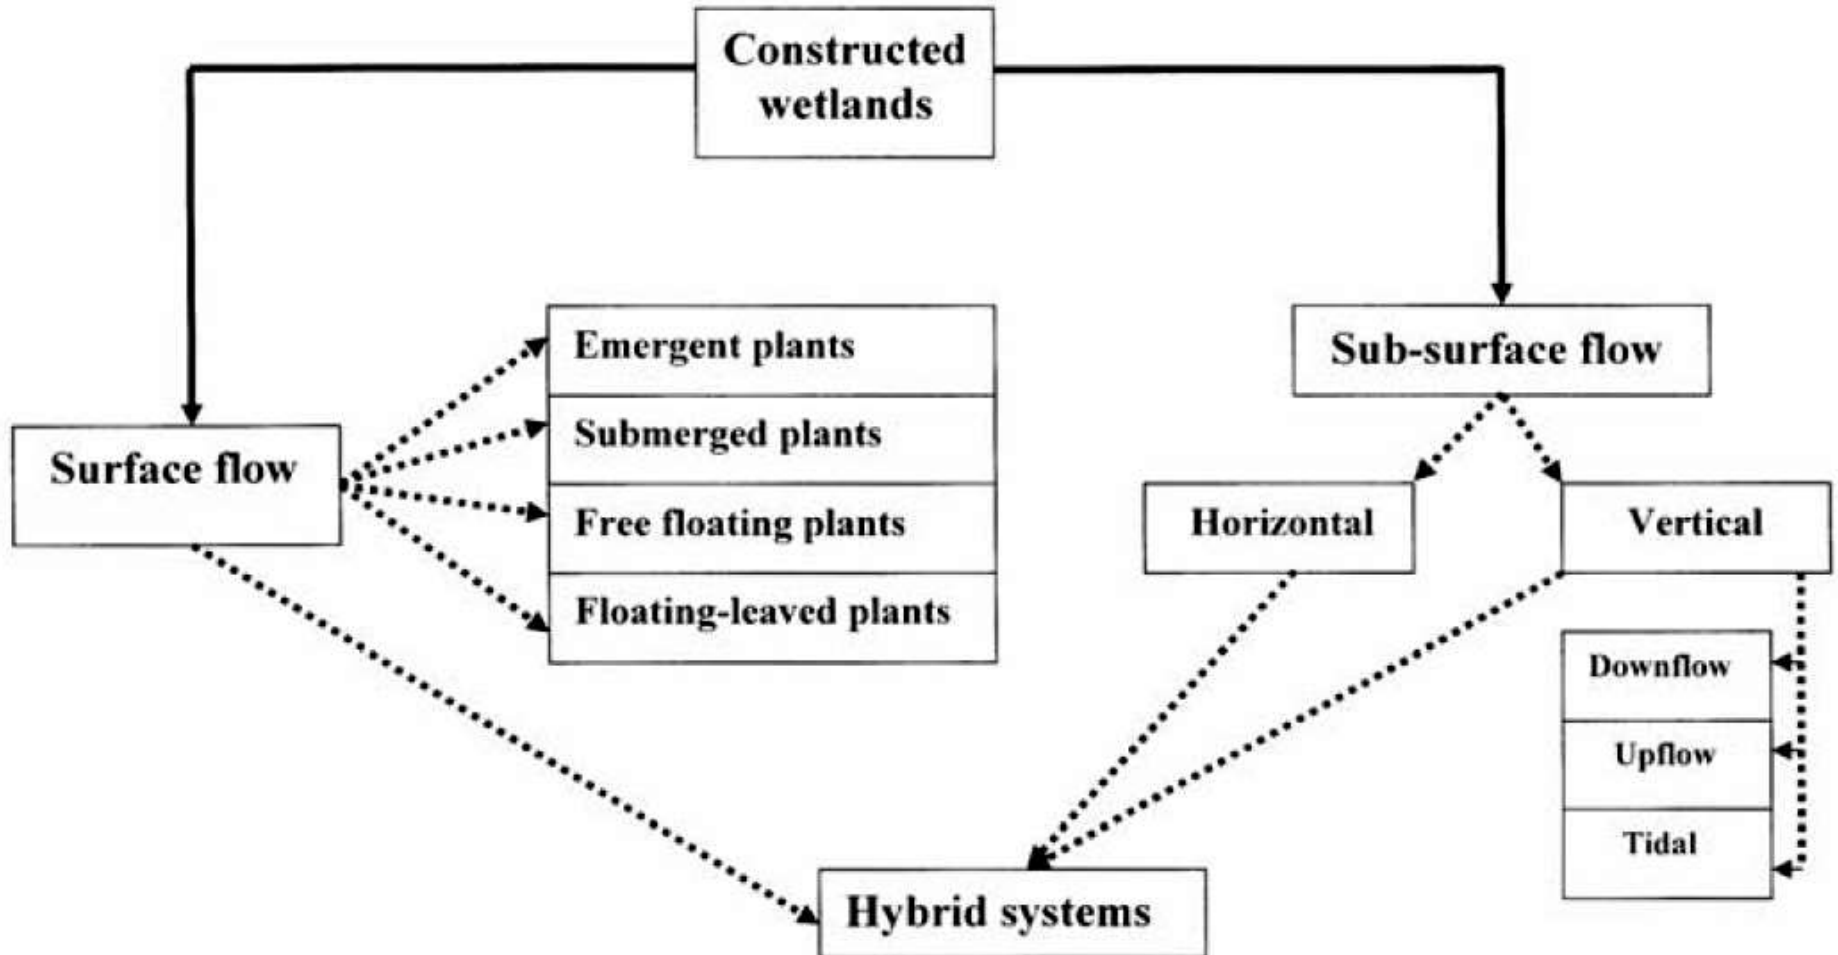 Constructed
wetlands
Emergent plants
Sub-surface flow
Submerged plants
Surface flow
Free floating plants
Horizontal
Vertical
Floating-leaved plants
Downflow
Upflow
Tidal
Hybrid systems